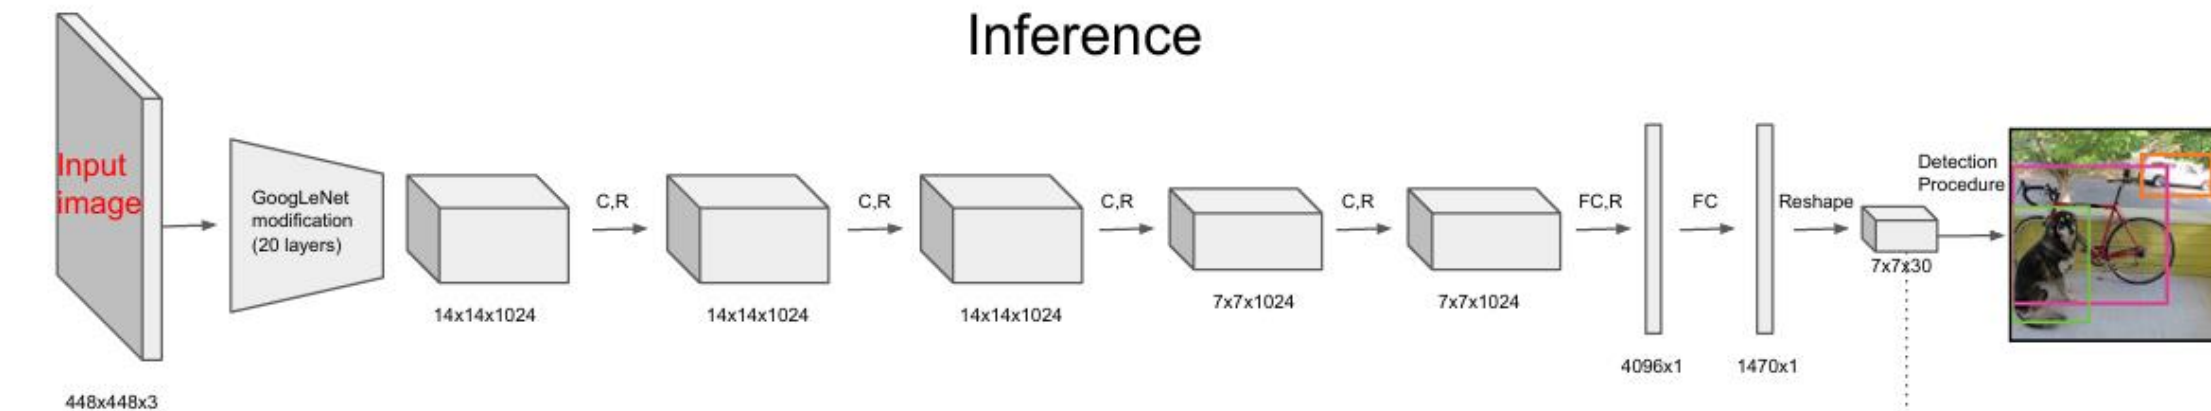 Inference
Input
image
448x448x3
GoogLeNet
modification
(20 layers)
14x14x1024
C,R
14x14x1024
C,R
14x14x1024
C,R
7x7x1024
C,R
7x7x1024
FC,R
4096x1
FC
1470x1
Reshape
7x7x30
Detection
Procedure